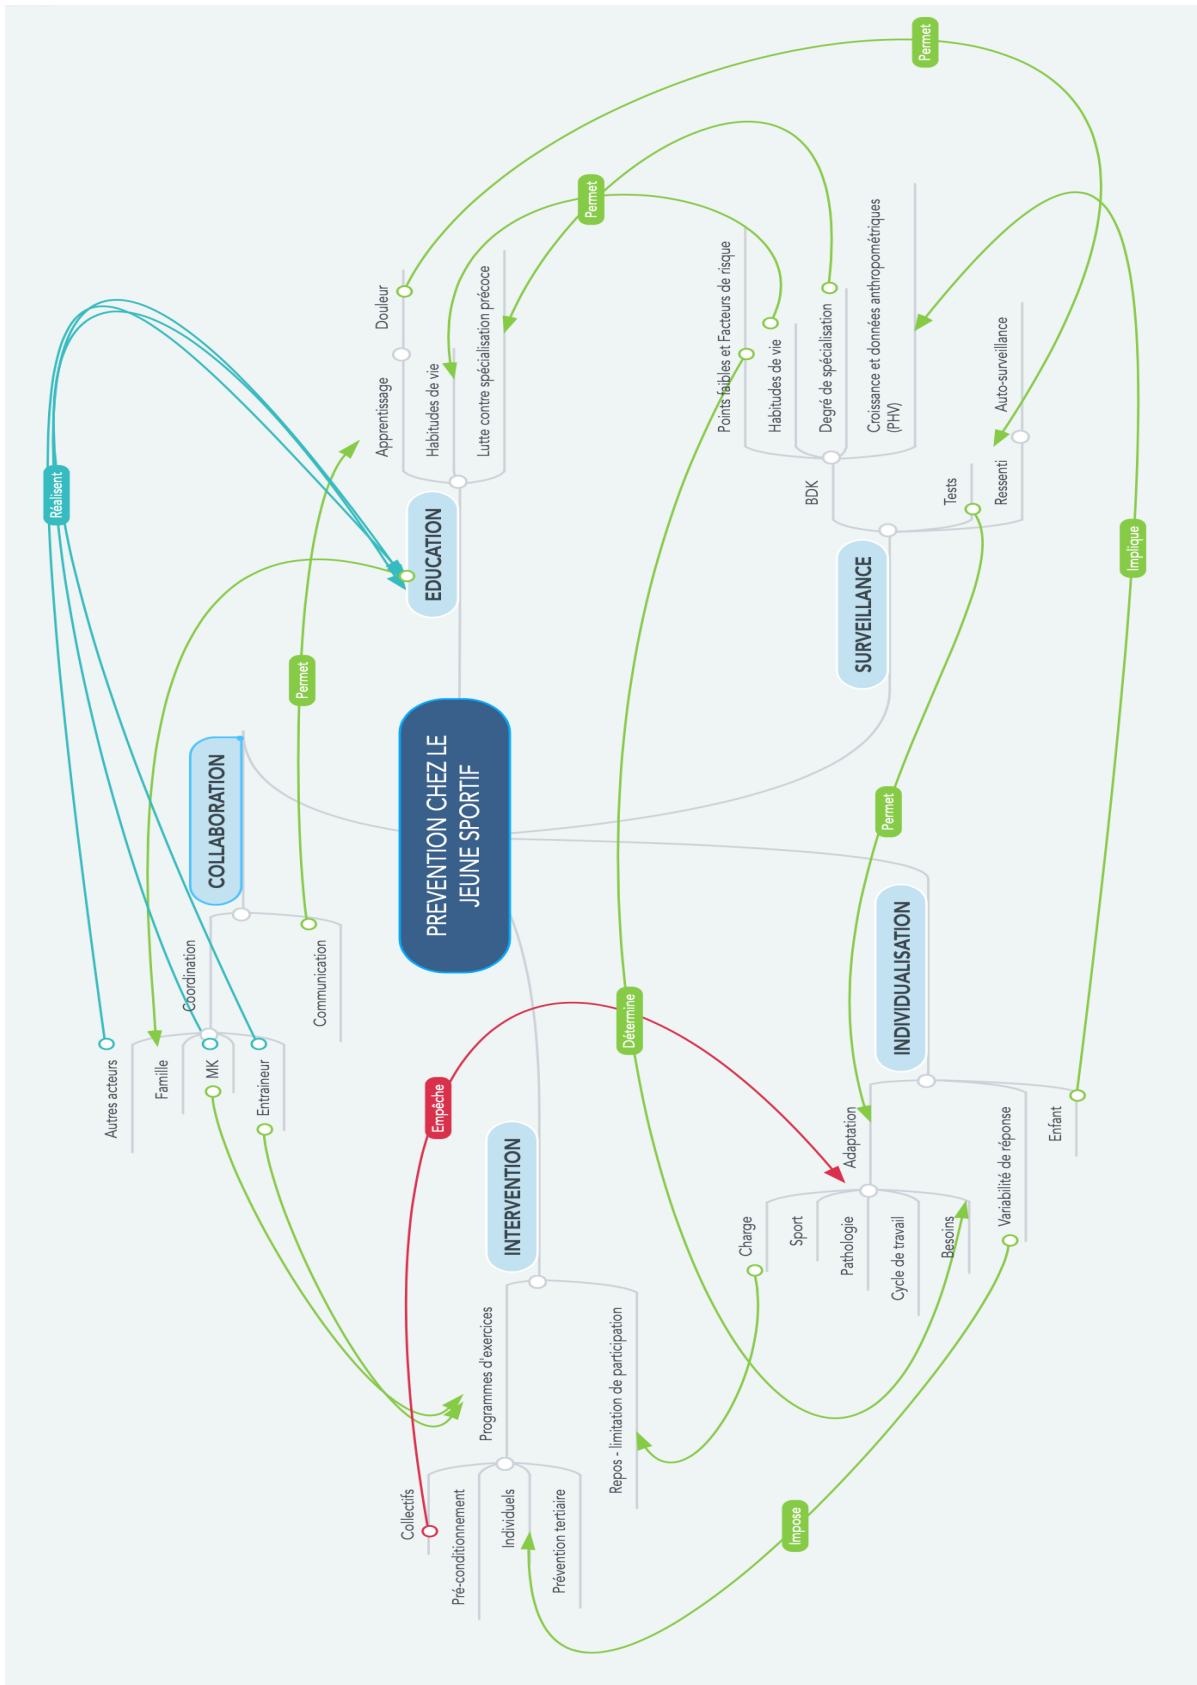 PREVENTION CHEZ LE
JEUNE SPORTIF
COLLABORATION
Coordination
Autres acteurs
Famille
MK
Entraineur
Communication
Réalisent
Permet
EDUCATION
Apprentissage
Douleur
Habitudes de vie
Lutte contre spécialisation précoce
Permet
Permet
INTERVENTION
Programmes d'exercices
Collectifs
Pré-conditionnement
Individuels
Prévention tertiaire
Repos - limitation de participation
Empêche
Détermine
Impose
SURVEILLANCE
BDK
Points faibles et Facteurs de risque
Habitudes de vie
Degré de spécialisation
Croissance et données anthropométriques
(PHV)
Tests
Ressenti
Auto-surveillance
Permet
Implique
INDIVIDUALISATION
Adaptation
Charge
Sport
Pathologie
Cycle de travail
Besoins
Variabilité de réponse
Enfant